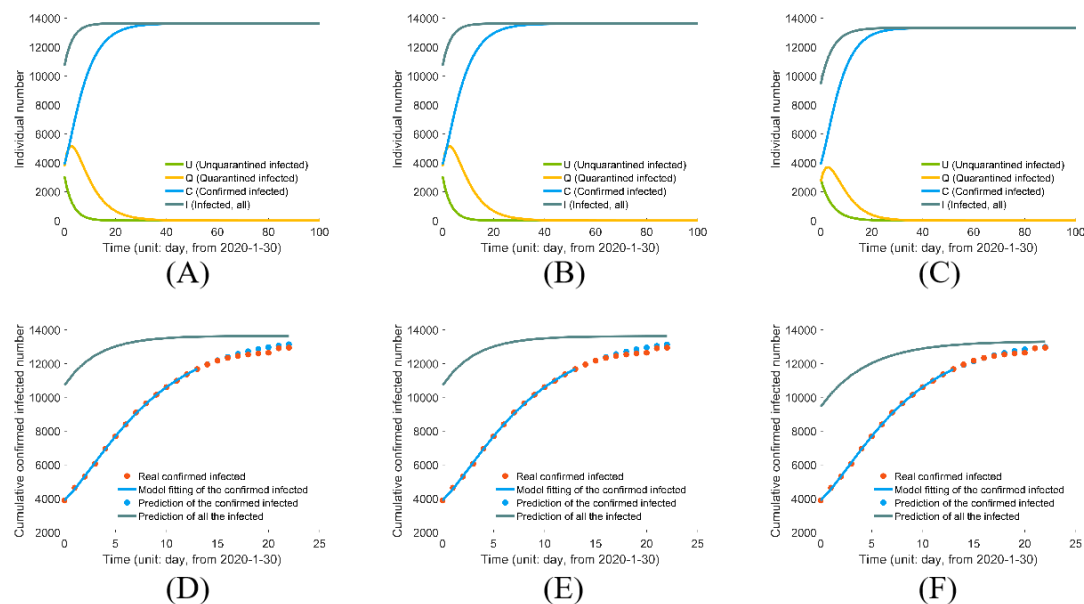 14000
12000
10000
8000
6000
4000
2000
0
Individual number
U (Unquarantined infected)
Q (Quarantined infected)
C (Confirmed infected)
I (Infected, all)
0 20 40 60 80 100
Time (unit: day, from 2020-1-30)
(A)
14000
12000
10000
8000
6000
4000
2000
0
Individual number
U (Unquarantined infected)
Q (Quarantined infected)
C (Confirmed infected)
I (Infected, all)
0 20 40 60 80 100
Time (unit: day, from 2020-1-30)
(B)
14000
12000
10000
8000
6000
4000
2000
0
Individual number
U (Unquarantined infected)
Q (Quarantined infected)
C (Confirmed infected)
I (Infected, all)
0 20 40 60 80 100
Time (unit: day, from 2020-1-30)
(C)
14000
12000
10000
8000
6000
4000
2000
Cumulative confirmed infected number
Real confirmed infected
Model fitting of the confirmed infected
Prediction of the confirmed infected
Prediction of all the infected
0 5 10 15 20 25
Time (unit: day, from 2020-1-30)
(D)
14000
12000
10000
8000
6000
4000
2000
Cumulative confirmed infected number
Real confirmed infected
Model fitting of the confirmed infected
Prediction of the confirmed infected
Prediction of all the infected
0 5 10 15 20 25
Time (unit: day, from 2020-1-30)
(E)
14000
12000
10000
8000
6000
4000
2000
Cumulative confirmed infected number
Real confirmed infected
Model fitting of the confirmed infected
Prediction of the confirmed infected
Prediction of all the infected
0 5 10 15 20 25
Time (unit: day, from 2020-1-30)
(F)